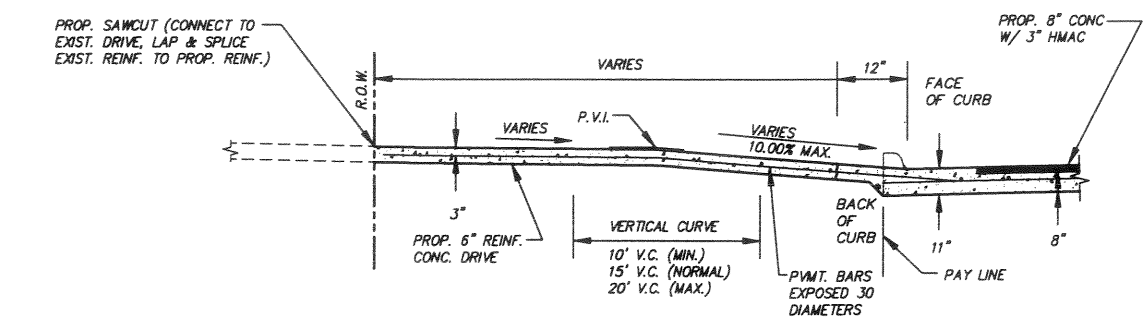 PROP. SAWCUT (CONNECT TO
EXIST. DRIVE, LAP & SPLICE
EXIST. REINF. TO PROP. REINF.)
R.O.W.
VARIES
12"
FACE
OF CURB
PROP. 8" CONC
W/ 3" HMAC
VARIES
P.V.I.
VARIES
10.00% MAX.
3"
PROP. 6" REINF.
CONC. DRIVE
VERTICAL CURVE
10' V.C. (MIN.)
15' V.C. (NORMAL)
20' V.C. (MAX.)
BACK
OF
CURB
11"
8"
PAY LINE
PVMT. BARS
EXPOSED 30
DIAMETERS